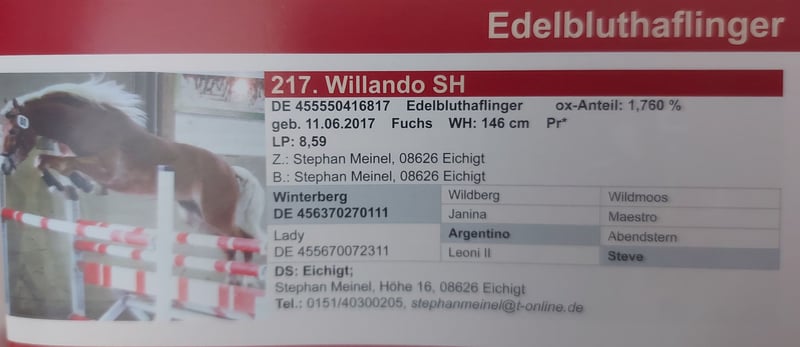 Edelbluthaflinger
217. Willando SH
DE 455550416817 Edelbluthaflinger ox-Anteil: 1,760 %
geb. 11.06.2017 Fuchs WH: 146 cm Pr*
LP: 8,59
Z.: Stephan Meinel, 08626 Eichigt
B.: Stephan Meinel, 08626 Eichigt
Winterberg Wildberg Wildmoos
DE 456370270111 Janina Maestro
Lady Argentino Abendstern
DE 455670072311 Leoni II Steve
DS: Eichigt;
Stephan Meinel, Höhe 16, 08626 Eichigt
Tel.: 0151/40300205, stephanmeinel@t-online.de